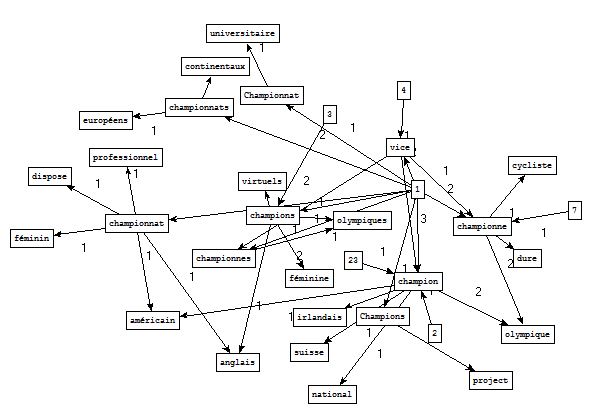 universitaire
1
continentaux
Championnat
4
championnats
3
européens
1
2
1
1
professionnel
vice
cycliste
1
dispose
1
1
virtuels
2
2
1
7
féminin
championnat
champions
1
1
olympiques
3
championne
1
1
1
1
1
1
championnes
2
23
1
2
dure
1
féminine
1
champion
2
américain
1
1
irlandais
Champions
1
2
olympique
anglais
suisse
1
1
national
project